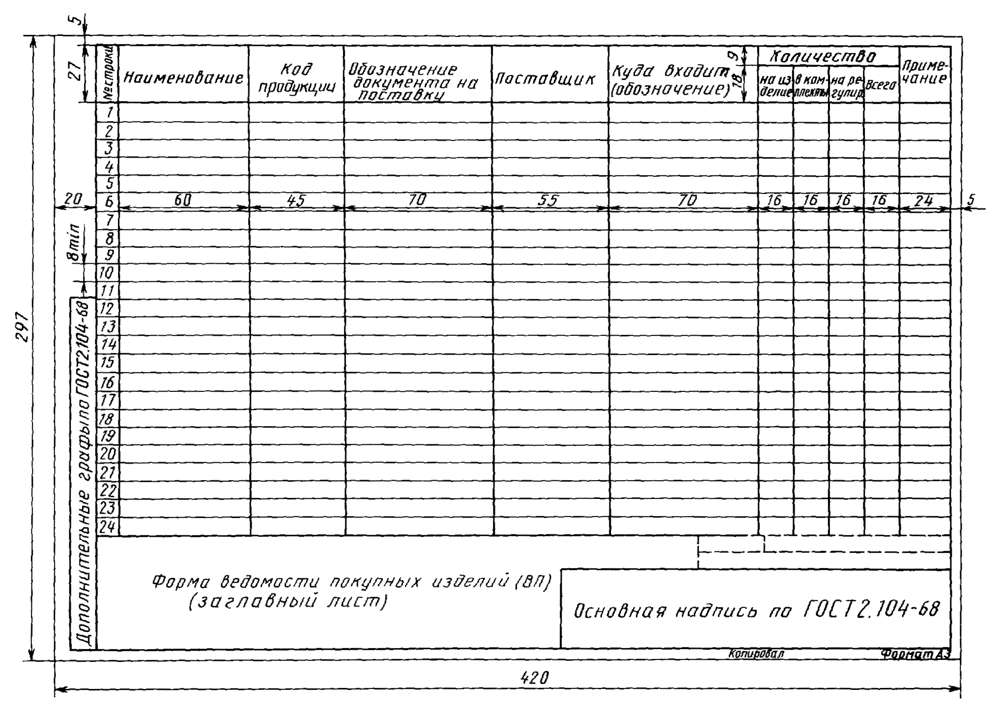 5
27
№ строки
Наименование
Код
продукции
Обозначение
документа на
поставку
Поставщик
Куда входит
(обозначение)
9
18
Количество
на из-
делие
в ком-
плекты
на ре-
гулир.
Всего
Приме-
чание
1
2
3
4
5
20
6
60
45
70
55
70
16
16
16
16
24
5
7
8
9
8 min
10
11
12
13
14
15
16
17
18
19
20
21
22
23
24
297
Дополнительные графы по ГОСТ 2.104-68
Форма ведомости покупных изделий (ВП)
(заглавный лист)
Основная надпись по ГОСТ 2.104-68
Копировал
Формат А3
420